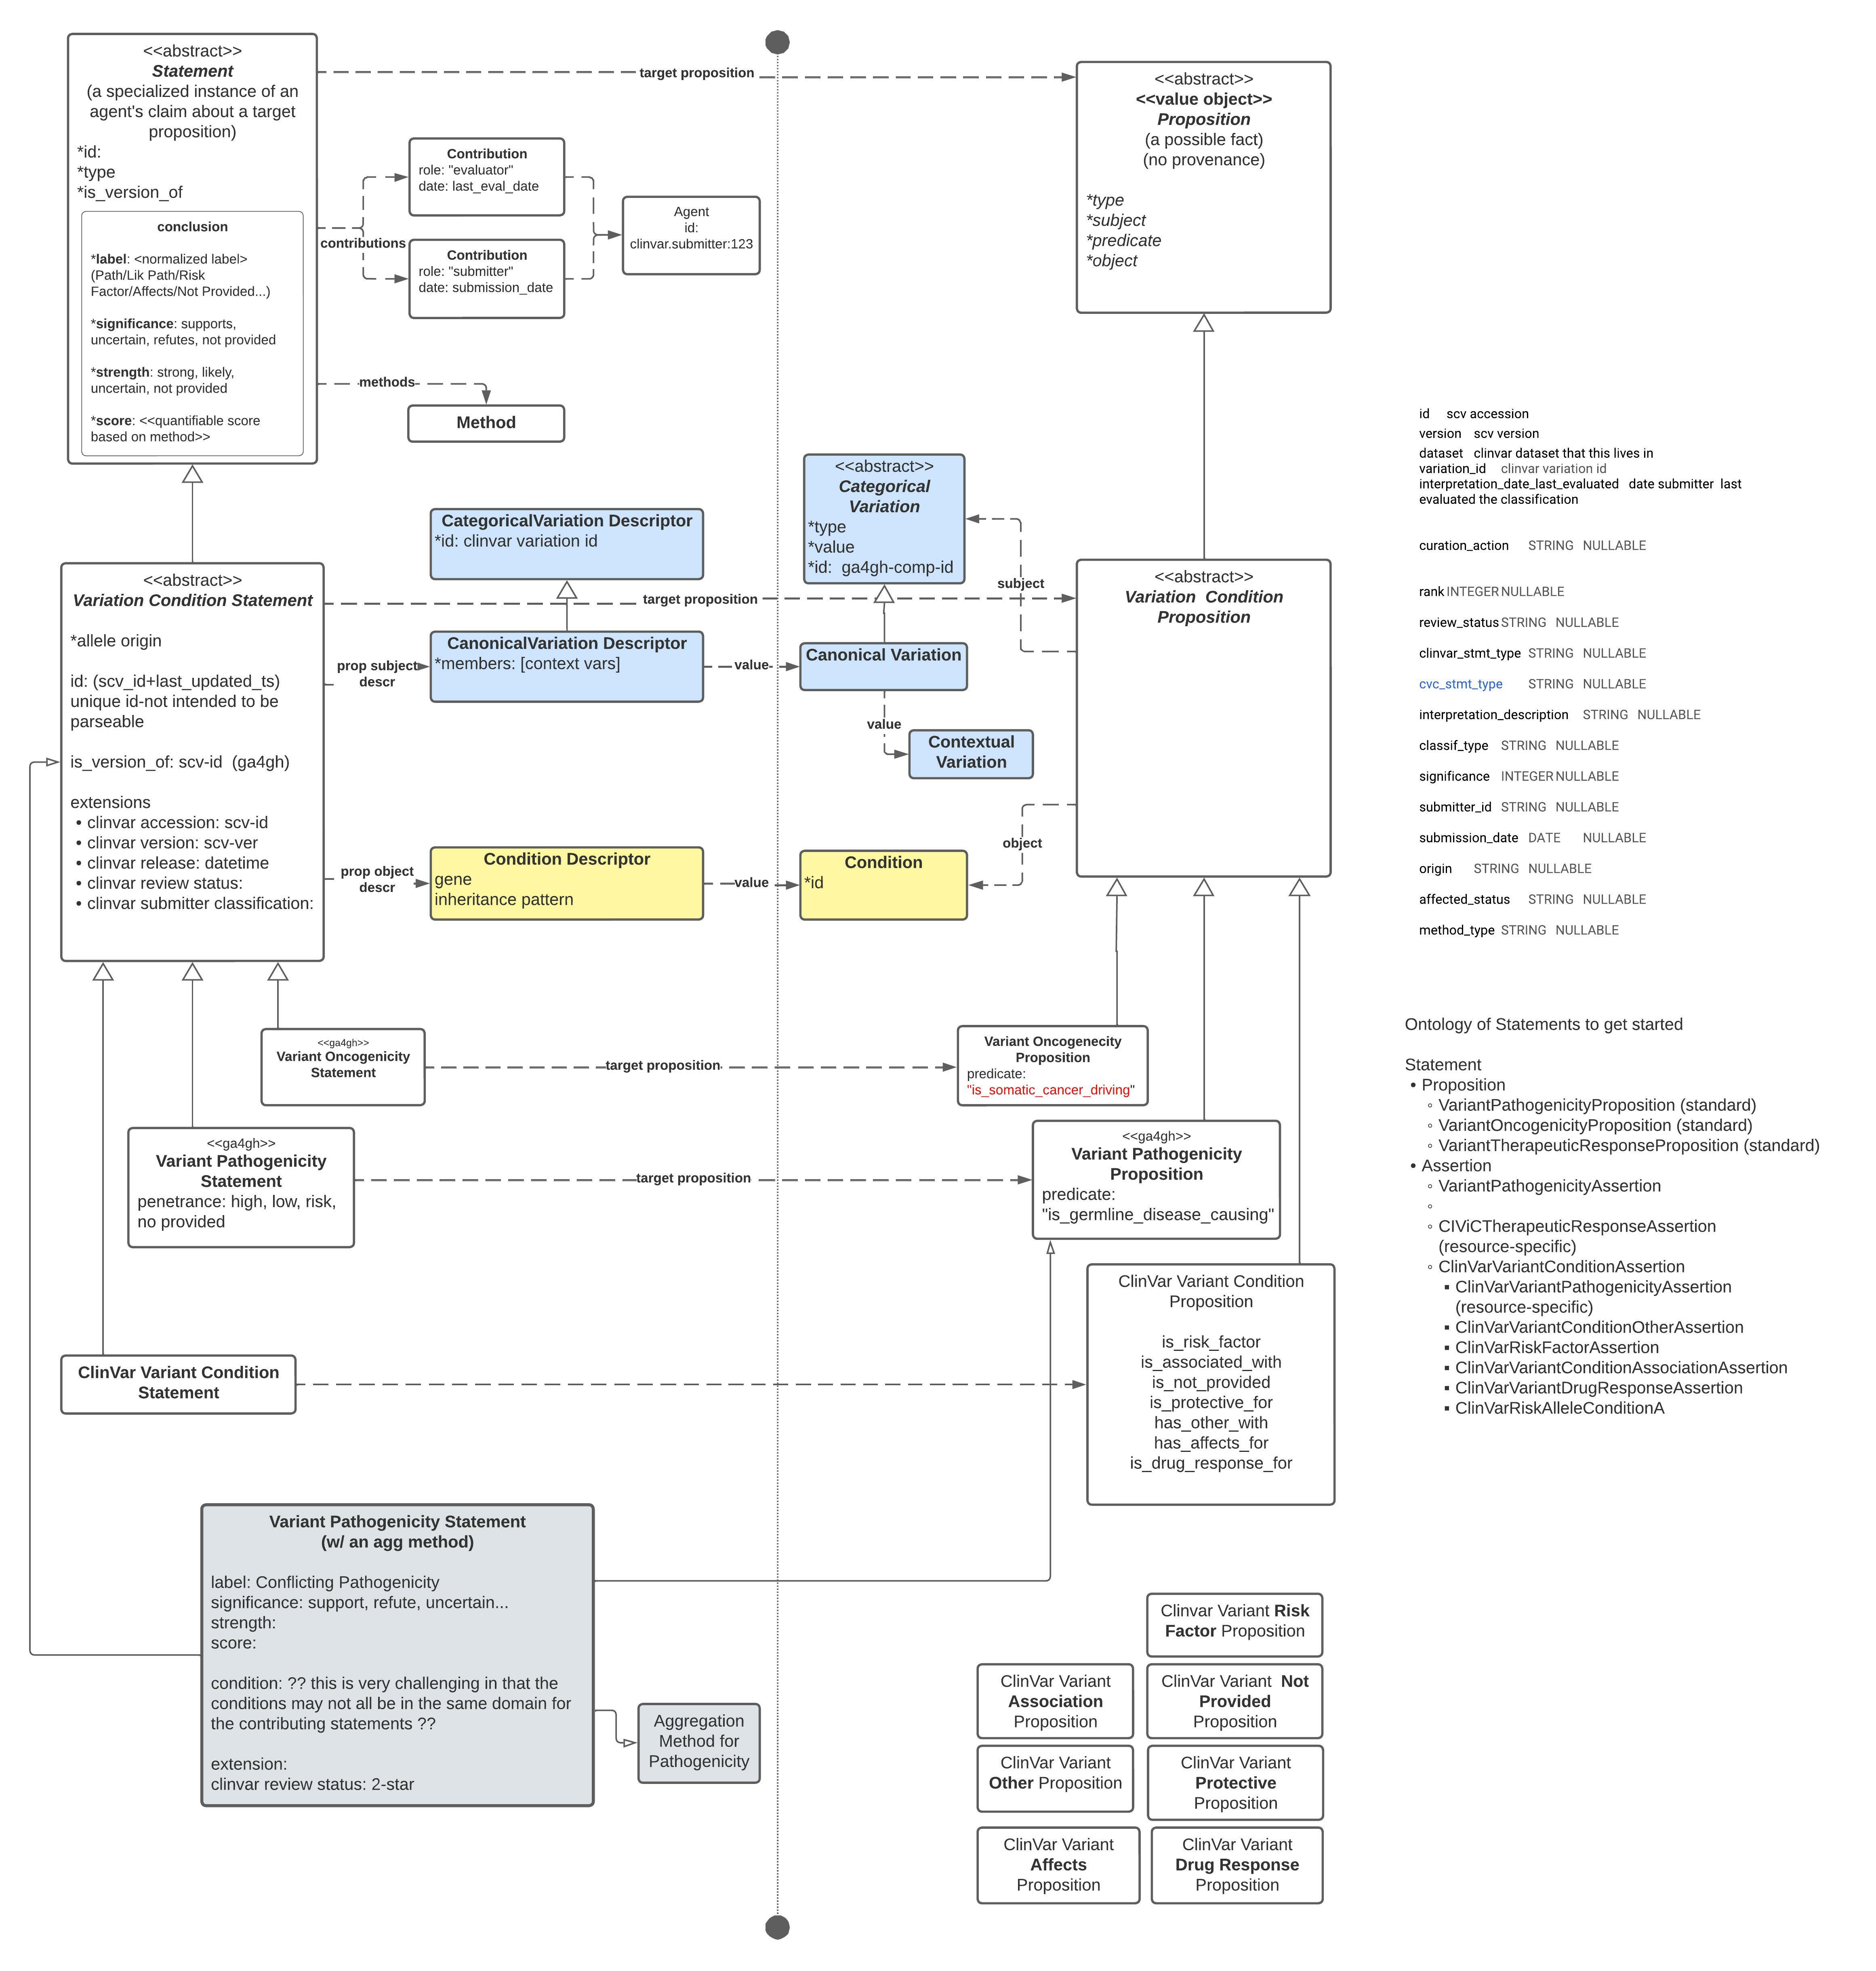 <<abstract>>
Statement
(a specialized instance of an
agent's claim about a target
proposition)
*id:
*type
*is_version_of
conclusion
*label: <normalized label>
(Path/Lik Path/Risk
Factor/Affects/Not Provided...)
*significance: supports,
uncertain, refutes, not provided
*strength: strong, likely,
uncertain, not provided
*score: <<quantifiable score
based on method>>
target proposition
contributions
Contribution
role: "evaluator"
date: last_eval_date
Contribution
role: "submitter"
date: submission_date
Agent
id:
clinvar.submitter:123
methods
Method
<<abstract>>
<<value object>>
Proposition
(a possible fact)
(no provenance)
*type
*subject
*predicate
*object
<<abstract>>
Variation Condition Statement
*allele origin
id: (scv_id+last_updated_ts)
unique id-not intended to be
parseable
is_version_of: scv-id (ga4gh)
extensions
• clinvar accession: scv-id
• clinvar version: scv-ver
• clinvar release: datetime
• clinvar review status:
• clinvar submitter classification:
CategoricalVariation Descriptor
*id: clinvar variation id
target proposition
prop subject
descr
CanonicalVariation Descriptor
*members: [context vars]
value
<<abstract>>
Categorical
Variation
*type
*value
*id: ga4gh-comp-id
subject
Canonical Variation
value
Contextual
Variation
prop object
descr
Condition Descriptor
gene
inheritance pattern
value
Condition
*id
object
<<abstract>>
Variation Condition
Proposition
<<ga4gh>>
Variant Oncogenicity
Statement
target proposition
Variant Oncogenecity
Proposition
predicate:
"is_somatic_cancer_driving"
<<ga4gh>>
Variant Pathogenicity
Statement
penetrance: high, low, risk,
no provided
target proposition
<<ga4gh>>
Variant Pathogenicity
Proposition
predicate:
"is_germline_disease_causing"
ClinVar Variant Condition
Statement
ClinVar Variant Condition
Proposition
is_risk_factor
is_associated_with
is_not_provided
is_protective_for
has_other_with
has_affects_for
is_drug_response_for
Variant Pathogenicity Statement
(w/ an agg method)
label: Conflicting Pathogenicity
significance: support, refute, uncertain...
strength:
score:
condition: ?? this is very challenging in that the
conditions may not all be in the same domain for
the contributing statements ??
extension:
clinvar review status: 2-star
Aggregation
Method for
Pathogenicity
Clinvar Variant Risk
Factor Proposition
ClinVar Variant
Association
Proposition
ClinVar Variant Not
Provided
Proposition
ClinVar Variant
Other Proposition
ClinVar Variant
Protective
Proposition
ClinVar Variant
Affects
Proposition
ClinVar Variant
Drug Response
Proposition
id scv accession
version scv version
dataset clinvar dataset that this lives in
variation_id clinvar variation id
interpretation_date_last_evaluated date submitter last
evaluated the classification
curation_action STRING NULLABLE
rank INTEGER NULLABLE
review_status STRING NULLABLE
clinvar_stmt_type STRING NULLABLE
cvc_stmt_type STRING NULLABLE
interpretation_description STRING NULLABLE
classif_type STRING NULLABLE
significance INTEGER NULLABLE
submitter_id STRING NULLABLE
submission_date DATE NULLABLE
origin STRING NULLABLE
affected_status STRING NULLABLE
method_type STRING NULLABLE
Ontology of Statements to get started
Statement
• Proposition
◦ VariantPathogenicityProposition (standard)
◦ VariantOncogenicityProposition (standard)
◦ VariantTherapeuticResponseProposition (standard)
• Assertion
◦ VariantPathogenicityAssertion
◦
◦ CIViCTherapeuticResponseAssertion
(resource-specific)
◦ ClinVarVariantConditionAssertion
▪ ClinVarVariantPathogenicityAssertion
(resource-specific)
▪ ClinVarVariantConditionOtherAssertion
▪ ClinVarRiskFactorAssertion
▪ ClinVarVariantConditionAssociationAssertion
▪ ClinVarVariantDrugResponseAssertion
▪ ClinVarRiskAlleleConditionA